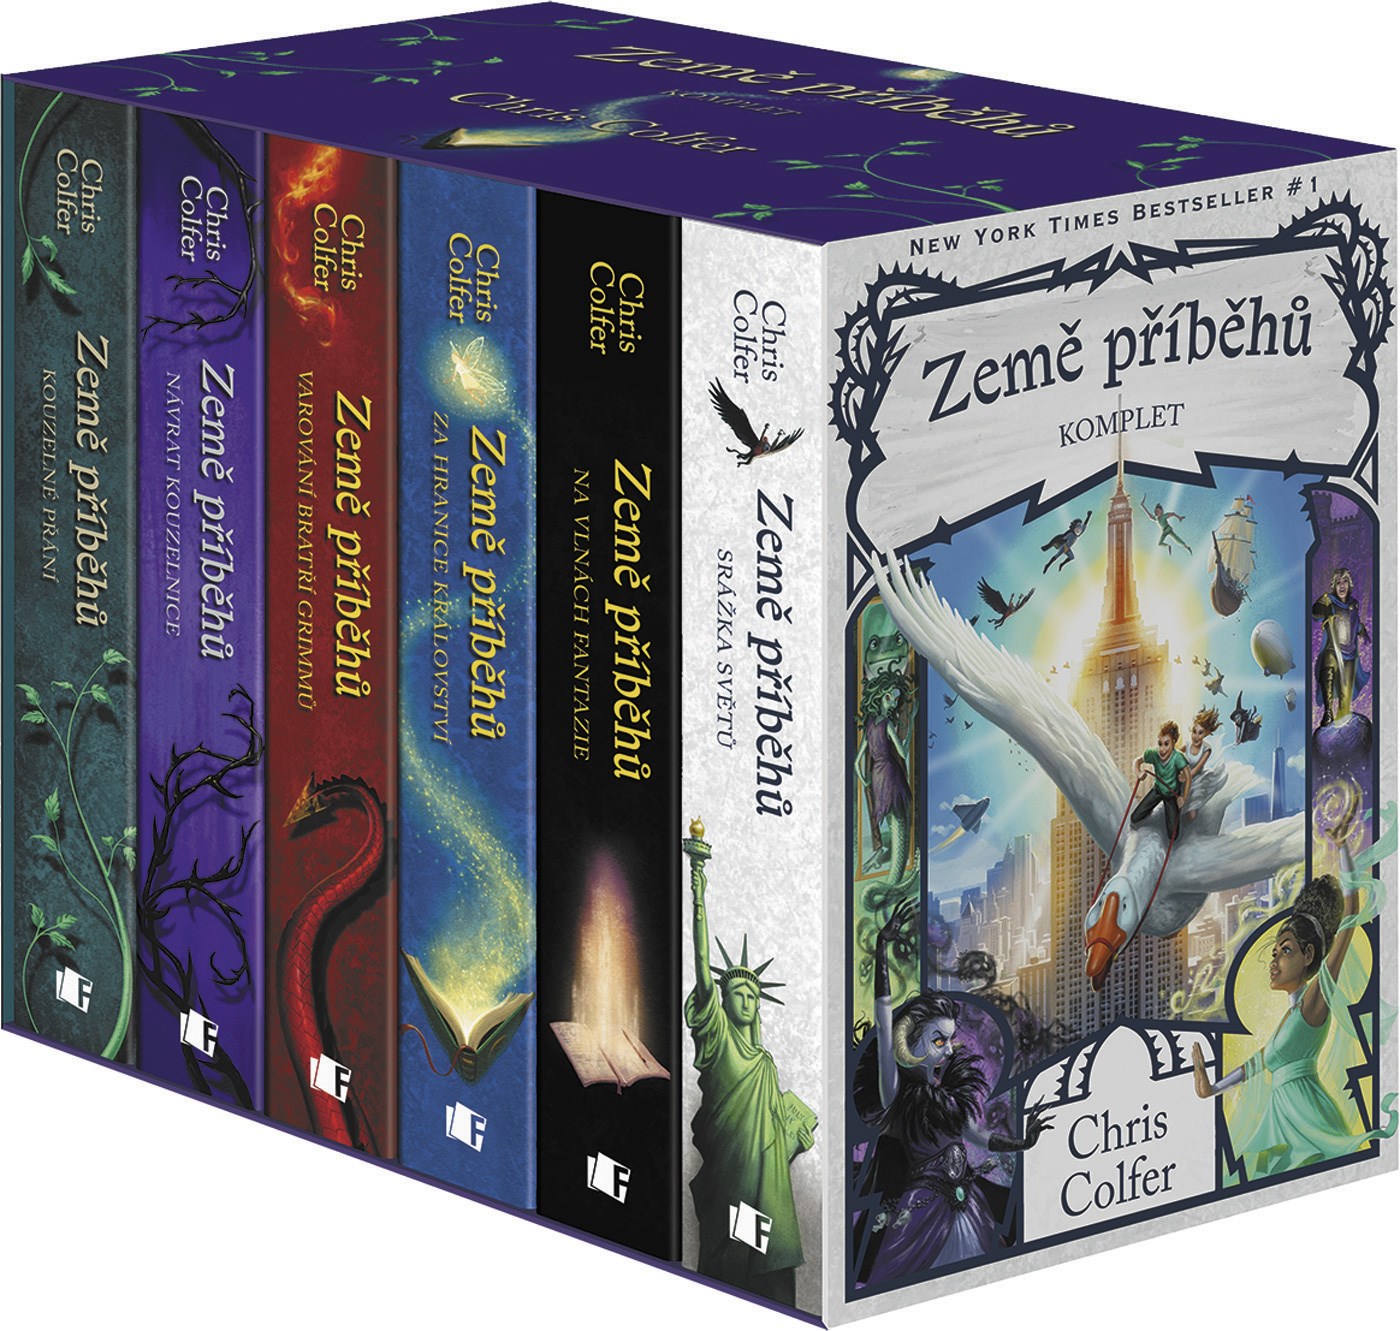 Země příběhů
KOMPLET
Chris Colfer
Chris
Colfer
Země příběhů
KOUZELNÉ PŘÁNÍ
F
Chris
Colfer
Země příběhů
NÁVRAT KOUZELNICE
F
Chris
Colfer
Země příběhů
VAROVÁNÍ BRATŘÍ GRIMMŮ
F
Chris
Colfer
Země příběhů
ZA HRANICE KRÁLOVSTVÍ
F
Chris
Colfer
Země příběhů
NA VLNÁCH FANTAZIE
F
Chris
Colfer
Země příběhů
SRÁŽKA SVĚTŮ
F
NEW YORK TIMES BESTSELLER #1
Země příběhů
KOMPLET
Chris
Colfer